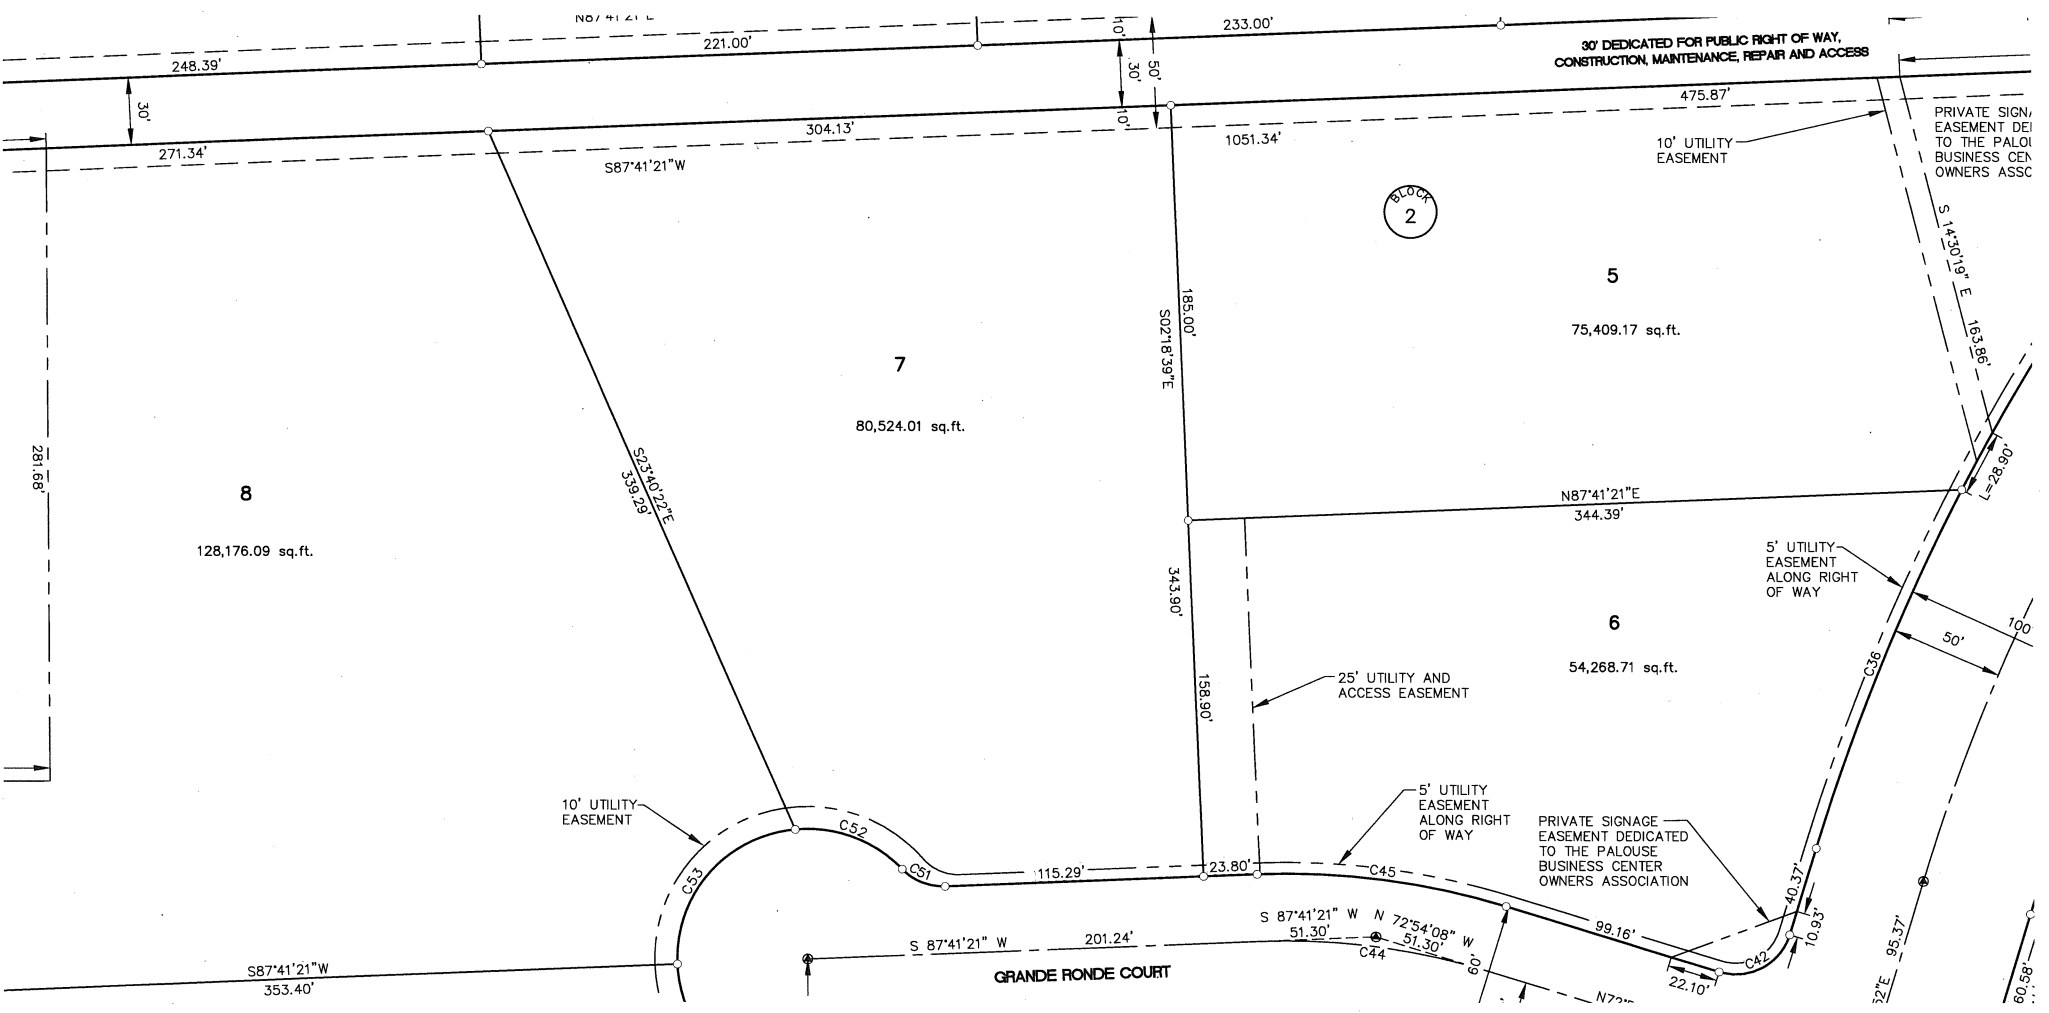 N87°41'21"E
233.00'
221.00'
248.39'
10'
30'
50'
10'
30'
30' DEDICATED FOR PUBLIC RIGHT OF WAY,
CONSTRUCTION, MAINTENANCE, REPAIR AND ACCESS
475.87'
304.13'
271.34'
1051.34'
S87°41'21"W
10' UTILITY
EASEMENT
PRIVATE SIGN
EASEMENT DE
TO THE PALOU
BUSINESS CEN
OWNERS ASSO
BLOCK
2
S 14°30'19" E 163.86'
5
75,409.17 sq.ft.
185.00'
S02°18'39"E
7
80,524.01 sq.ft.
S23°40'22"E
339.29'
281.68'
8
128,176.09 sq.ft.
N87°41'21"E
344.39'
L=28.90'
5' UTILITY
EASEMENT
ALONG RIGHT
OF WAY
343.90'
6
54,268.71 sq.ft.
100
50'
C36
25' UTILITY AND
ACCESS EASEMENT
158.90'
10' UTILITY
EASEMENT
5' UTILITY
EASEMENT
ALONG RIGHT
OF WAY
PRIVATE SIGNAGE
EASEMENT DEDICATED
TO THE PALOUSE
BUSINESS CENTER
OWNERS ASSOCIATION
C52
C51
C53
115.29'
23.80'
C45
40.37'
10.93'
99.16'
C42
22.10'
S 87°41'21" W
201.24'
S 87°41'21" W
51.30'
N 72°54'08" W
51.30'
C44
60'
GRANDE RONDE COURT
S87°41'21"W
353.40'
95.37'
52"E
60.58'